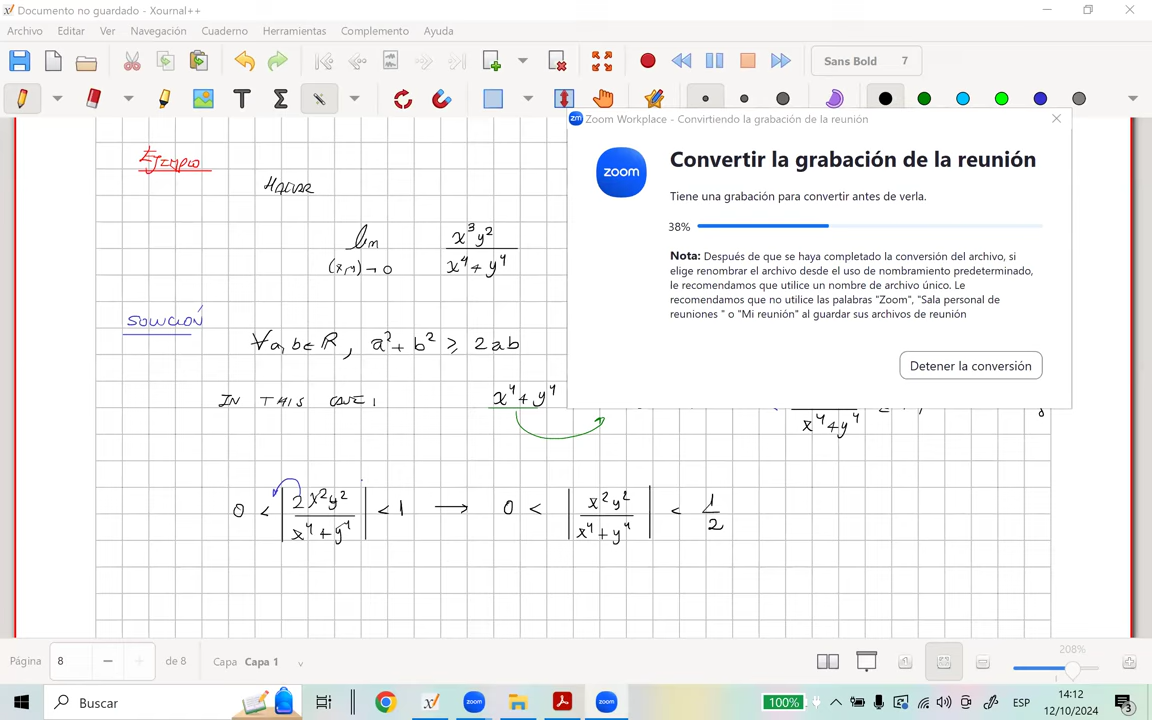 Documento no guardado - Xournal++
Archivo Editar Ver Navegación Cuaderno Herramientas Complemento Ayuda
Sans Bold 7
Zoom Workplace - Convirtiendo la grabación de la reunión
zoom
Convertir la grabación de la reunión
Tiene una grabación para convertir antes de verla.
38%
Nota: Después de que se haya completado la conversión del archivo, si
elige renombrar el archivo desde el uso de nombramiento predeterminado,
le recomendamos que utilice un nombre de archivo único. Le
recomendamos que no utilice las palabras "Zoom", "Sala personal de
reuniones " o "Mi reunión" al guardar sus archivos de reunión
Detener la conversión
Ejemplo
Hallar
lim (x,y)→0 x³y² / x⁴+y⁴
SOLUCIÓN
∀a,b∈ℝ, a²+b² ≥ 2ab
IN THIS CASE, x⁴+y⁴
x⁴+y⁴
0 < |2x²y² / x⁴+y⁴| < 1 → 0 < |x²y² / x⁴+y⁴| < 1/2
Página 8 de 8 Capa Capa 1 208%
Buscar
zoom zoom
100% ESP 14:12
12/10/2024
3